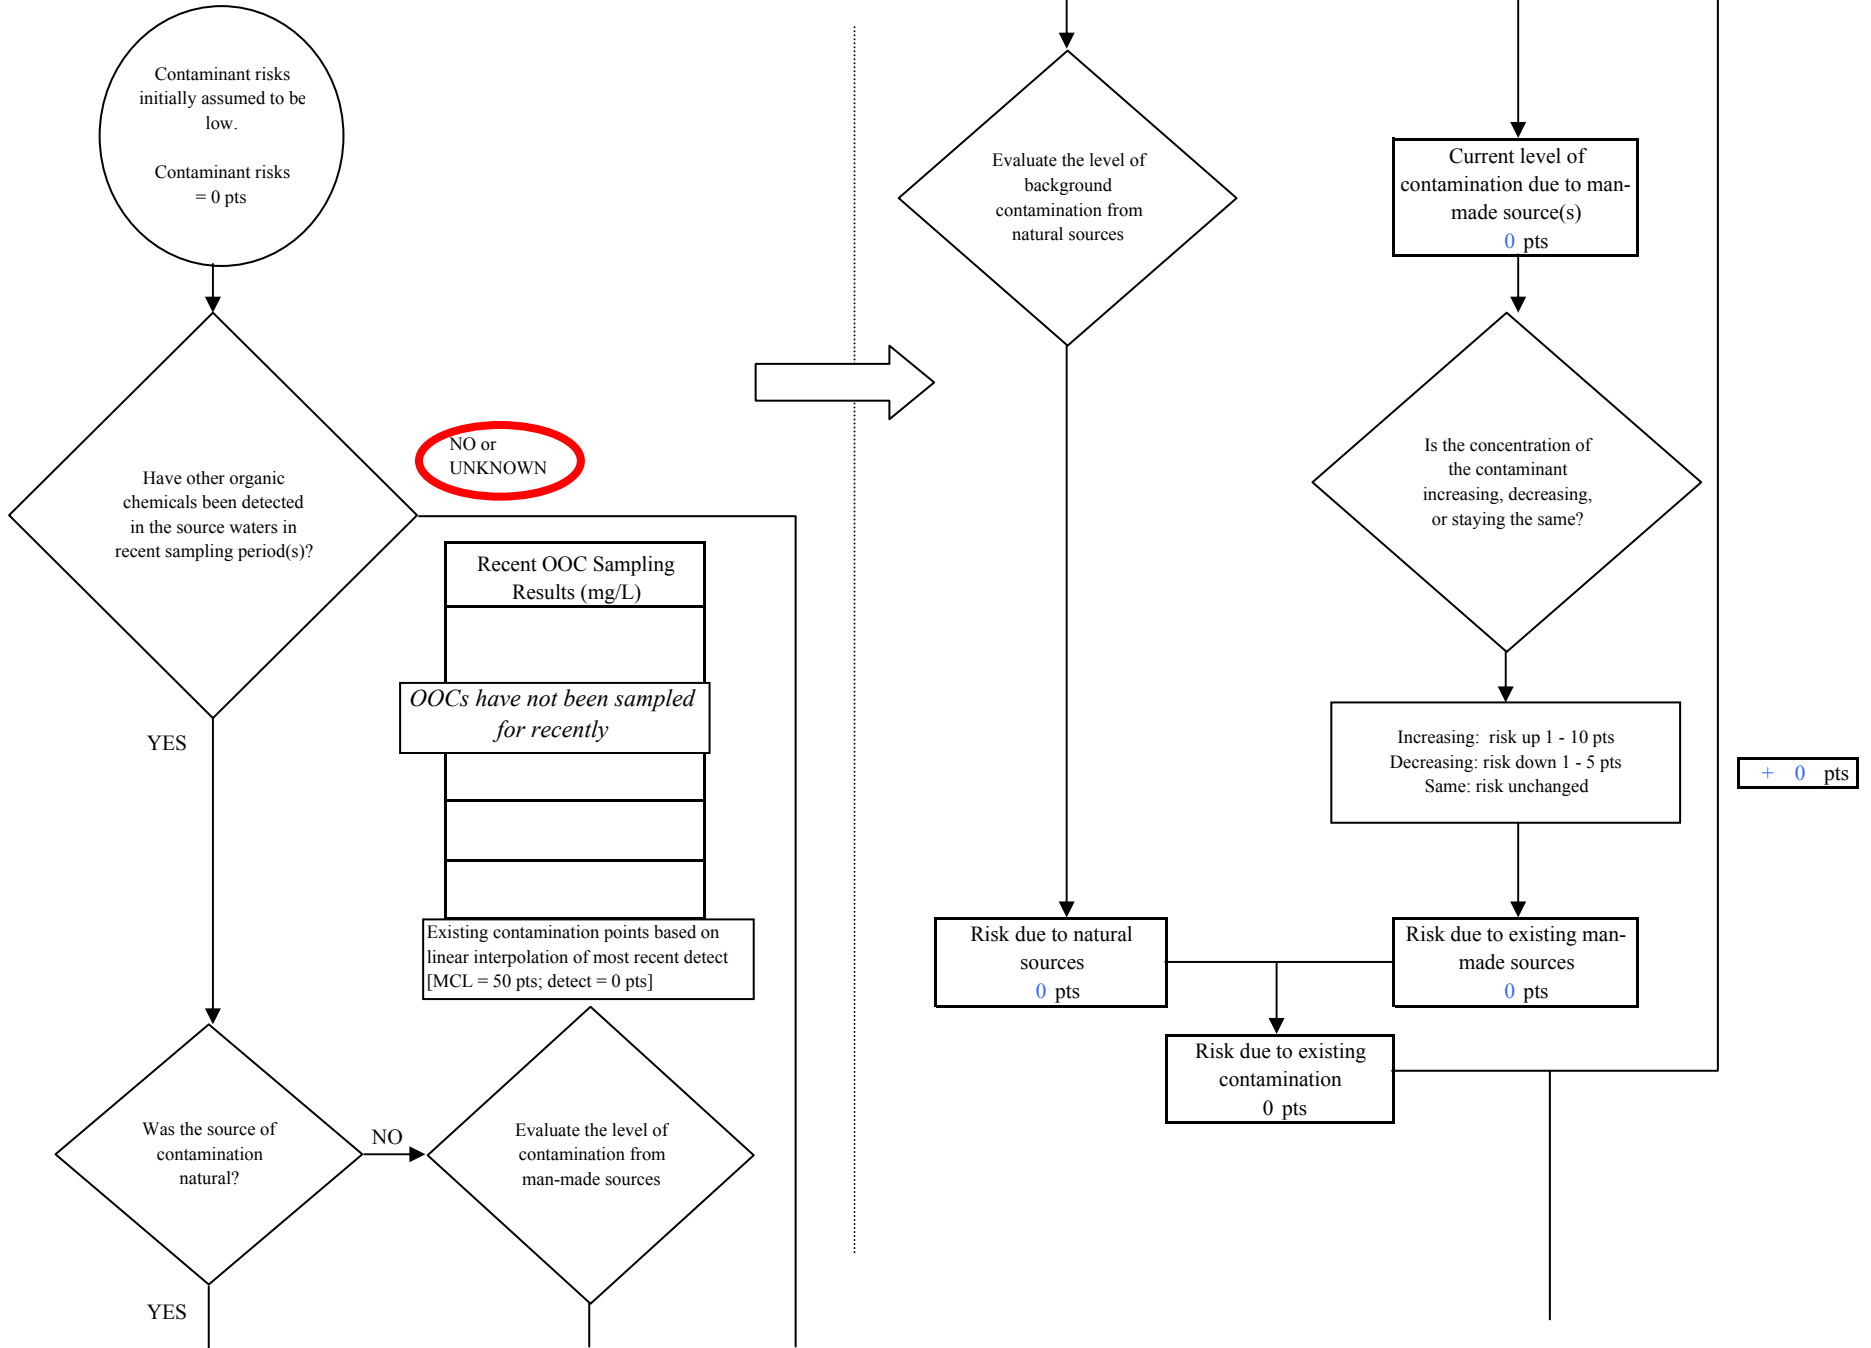 Contaminant risks
initially assumed to be
low.
Contaminant risks
= 0 pts
Have other organic
chemicals been detected
in the source waters in
recent sampling period(s)?
NO or
UNKNOWN
YES
Recent OOC Sampling
Results (mg/L)
OOCs have not been sampled
for recently
Existing contamination points based on
linear interpolation of most recent detect
[MCL = 50 pts; detect = 0 pts]
Was the source of
contamination
natural?
NO
YES
Evaluate the level of
contamination from
man-made sources
Evaluate the level of
background
contamination from
natural sources
Current level of
contamination due to man-
made source(s)
0 pts
Is the concentration of
the contaminant
increasing, decreasing,
or staying the same?
Increasing: risk up 1 - 10 pts
Decreasing: risk down 1 - 5 pts
Same: risk unchanged
+ 0 pts
Risk due to natural
sources
0 pts
Risk due to existing man-
made sources
0 pts
Risk due to existing
contamination
0 pts